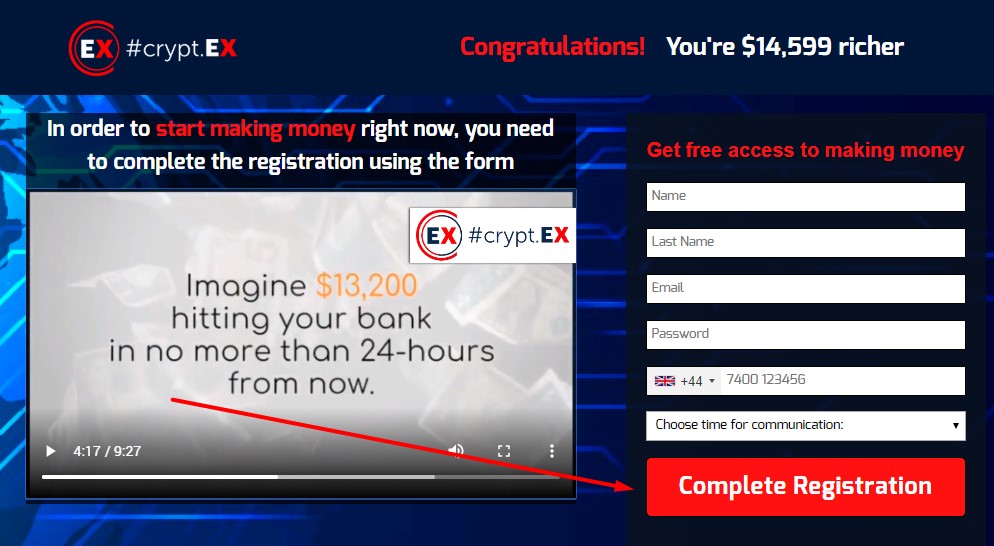 EX #crypt.EX
Congratulations! You're $14,599 richer
In order to start making money right now, you need
to complete the registration using the form
EX #crypt.EX
Imagine $13,200
hitting your bank
in no more than 24-hours
from now.
4:17 / 9:27
Get free access to making money
Name
Last Name
Email
Password
+44 7400 123456
Choose time for communication:
Complete Registration